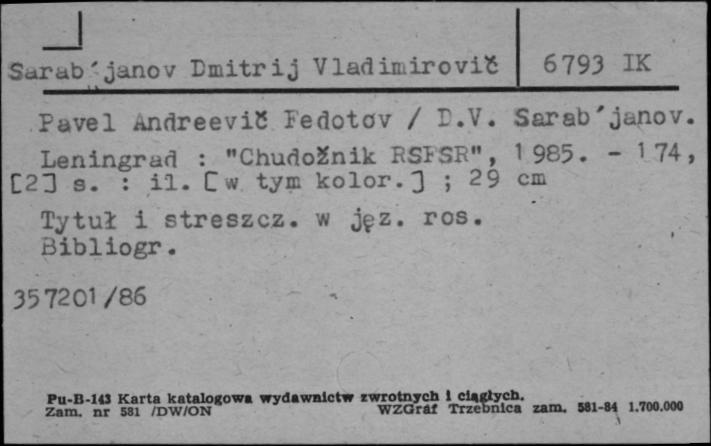 Sarab´janov Dmitrij Vladimirovič
6793 IK
Pavel Andreevič Fedotov / D.V. Sarab´janov.
Leningrad : "Chudožnik RSFSR", 1985. - 174,
[2] s. : il. [w tym kolor.] ; 29 cm
Tytuł i streszcz. w jęz. ros.
Bibliogr.
357201/86
Pu-B-143 Karta katalogowa wydawnictw zwrotnych i ciągłych.
Zam. nr 581 /DW/ON WZGraf Trzebnica zam. 581-84 1.700.000